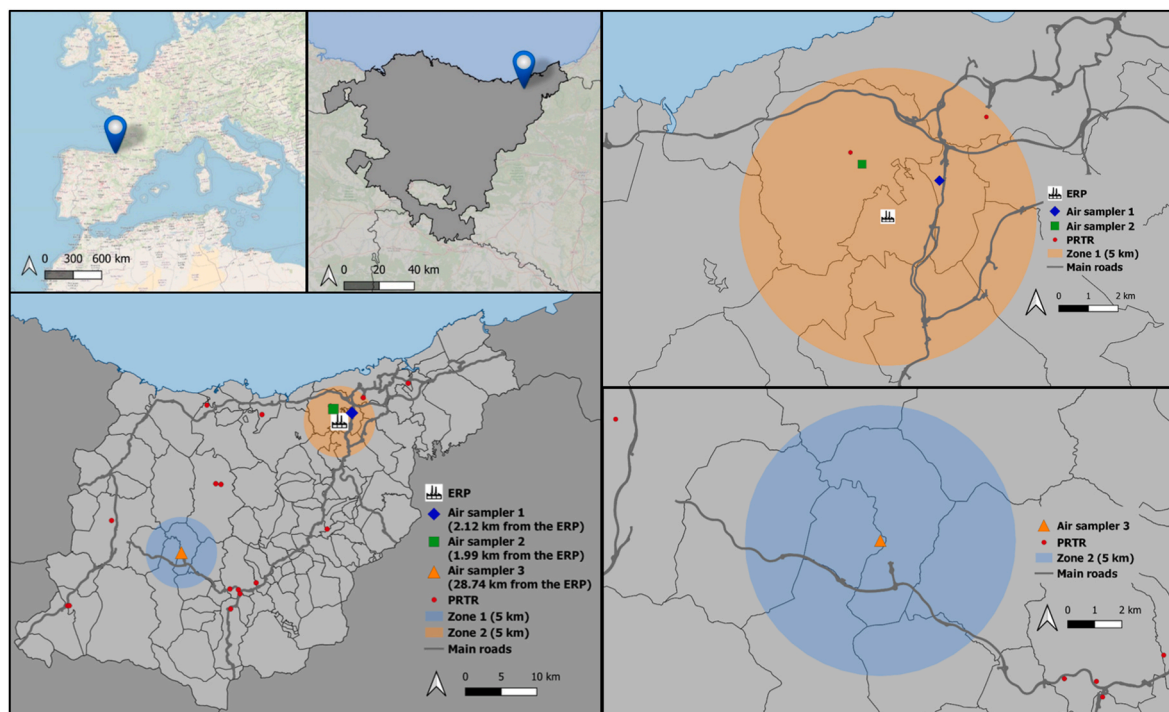 0 300 600 km
0 20 40 km
ERP
Air sampler 1
Air sampler 2
PRTR
Zone 1 (5 km)
Main roads
0 1 2 km
ERP
Air sampler 1
(2.12 km from the ERP)
Air sampler 2
(1.99 km from the ERP)
Air sampler 3
(28.74 km from the ERP)
PRTR
Zone 1 (5 km)
Zone 2 (5 km)
Main roads
0 5 10 km
Air sampler 3
PRTR
Zone 2 (5 km)
Main roads
0 1 2 km